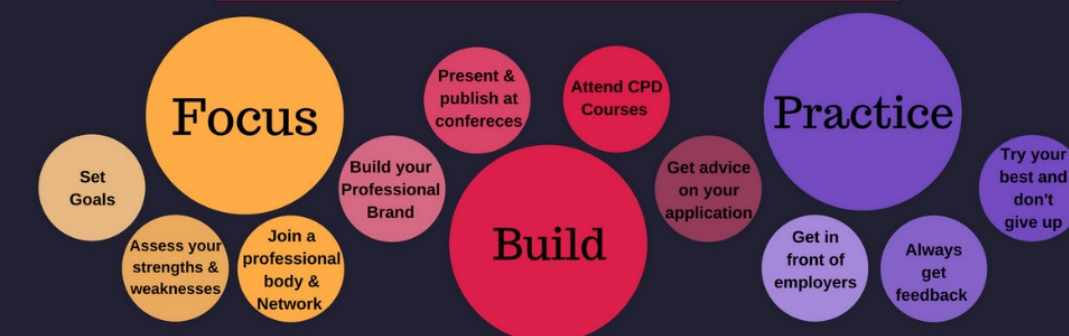 Focus
Set
Goals
Assess your
strengths &
weaknesses
Join a
professional
body &
Network
Build your
Professional
Brand
Present &
publish at
confereces
Attend CPD
Courses
Build
Get advice
on your
application
Practice
Get in
front of
employers
Always
get
feedback
Try your
best and
don't
give up